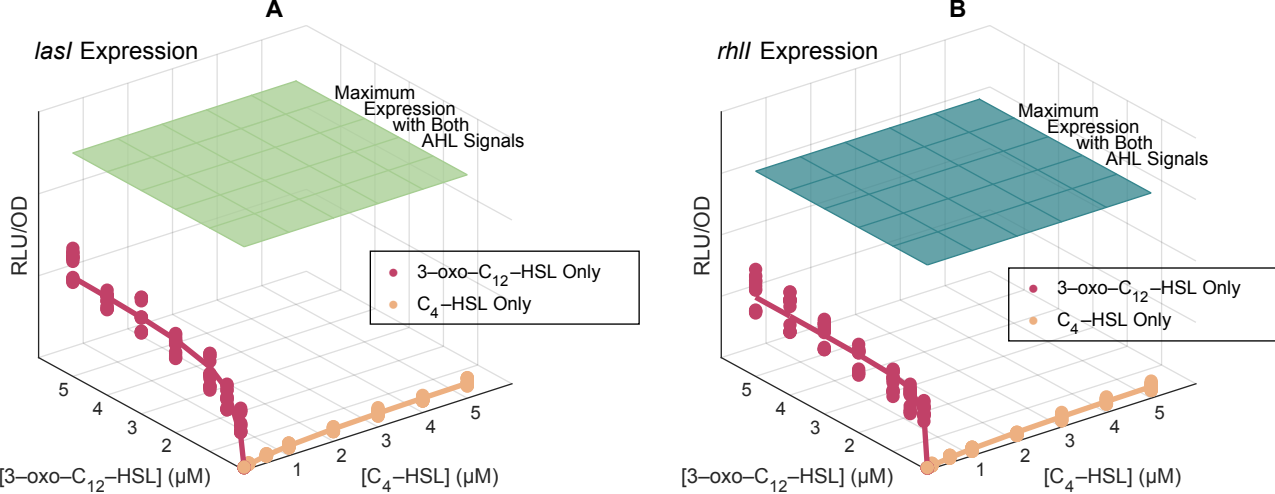 A
lasI Expression
Maximum
Expression
with Both
AHL Signals
RLU/OD
3–oxo–C12–HSL Only
C4–HSL Only
5
4
3
2
1
2
3
4
5
[3–oxo–C12–HSL] (μM)
[C4–HSL] (μM)
B
rhlI Expression
Maximum
Expression
with Both
AHL Signals
RLU/OD
3–oxo–C12–HSL Only
C4–HSL Only
5
4
3
2
1
2
3
4
5
[3–oxo–C12–HSL] (μM)
[C4–HSL] (μM)